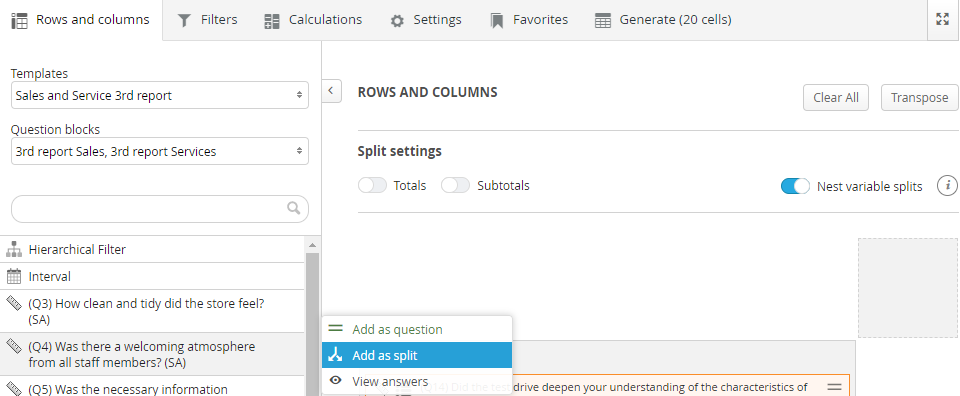 Rows and columns
Filters
Calculations
Settings
Favorites
Generate (20 cells)
Templates
Sales and Service 3rd report
Question blocks
3rd report Sales, 3rd report Services
Hierarchical Filter
Interval
(Q3) How clean and tidy did the store feel?
(SA)
(Q4) Was there a welcoming atmosphere
from all staff members? (SA)
(Q5) Was the necessary information
ROWS AND COLUMNS
Clear All
Transpose
Split settings
Totals
Subtotals
Nest variable splits
i
Add as question
Add as split
View answers
Did the test drive deepen your understanding of the characteristics of